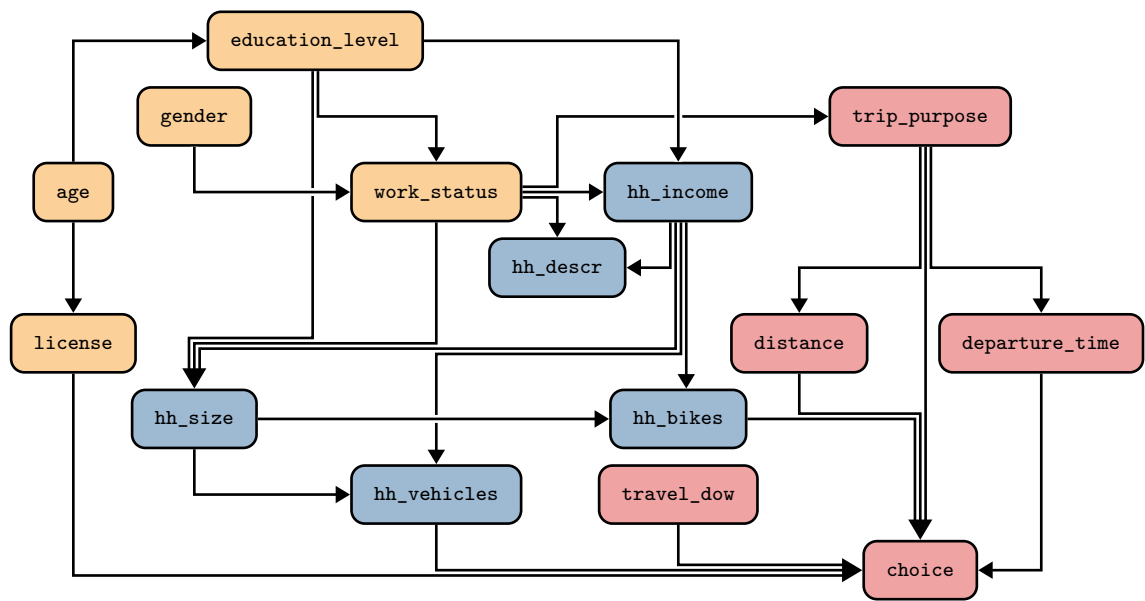 education_level
gender
trip_purpose
age
work_status
hh_income
hh_descr
license
distance
departure_time
hh_size
hh_bikes
hh_vehicles
travel_dow
choice